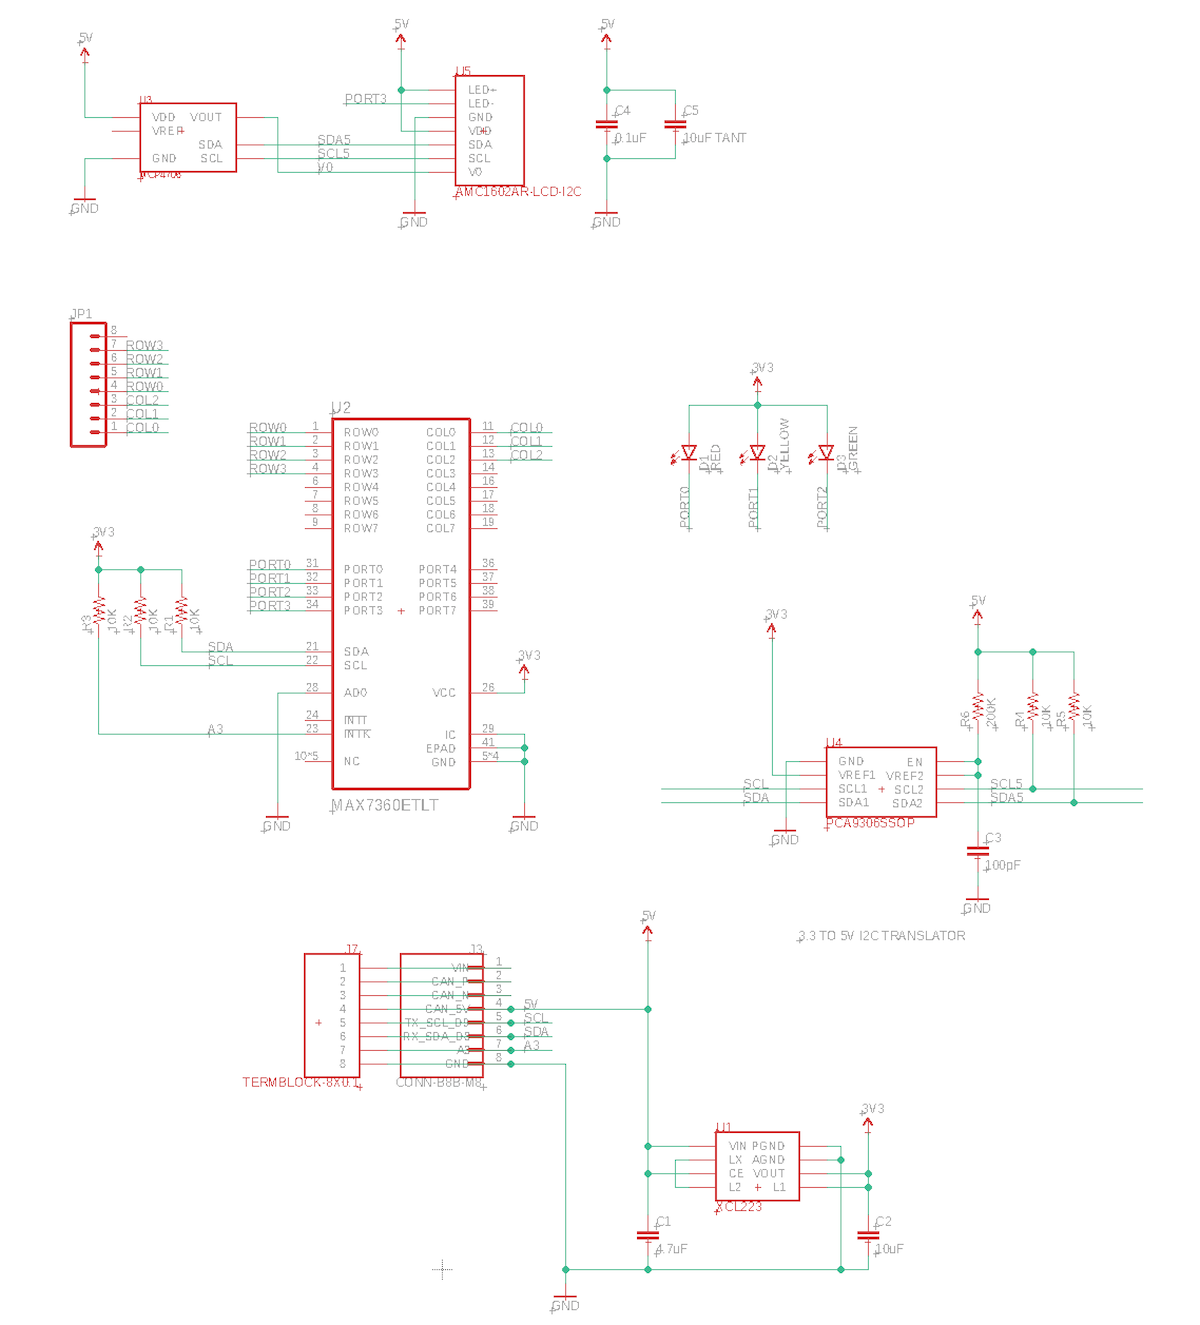 5V
U3
VDD VOUT
VREF
SDA
GND SCL
MCP4706
GND
5V
PORT3
SDA5
SCL5
V0
U5
LED+
LED-
GND
VDD
SDA
SCL
V0
AMC1602AR-LCD-I2C
GND
5V
C4
0.1uF
C5
10uF TANT
GND
JP1
8
7 ROW3
6 ROW2
5 ROW1
4 ROW0
3 COL2
2 COL1
1 COL0
U2
ROW0 1 ROW0 COL0 11 COL0
ROW1 2 ROW1 COL1 12 COL1
ROW2 3 ROW2 COL2 13 COL2
ROW3 4 ROW3 COL3 14
6 ROW4 COL4 16
7 ROW5 COL5 17
8 ROW6 COL6 18
9 ROW7 COL7 19
PORT0 31 PORT0 PORT4 36
PORT1 32 PORT1 PORT5 37
PORT2 33 PORT2 PORT6 38
PORT3 34 PORT3 PORT7 39
SDA 21 SDA
SCL 22 SCL
28 AD0 VCC 26
24 INTI
A3 23 INTK IC 29
EPAD 41
10*5 NC GND 5*4
MAX7360ETLT
3V3
R3 10K
R2 10K
R1 10K
GND
3V3
GND
3V3
D1 RED
D2 YELLOW
D3 GREEN
PORT0
PORT1
PORT2
3V3
5V
R6 200K
R4 10K
R5 10K
U4
GND EN
VREF1 VREF2
SCL SCL1 SCL2 SCL5
SDA SDA1 SDA2 SDA5
PCA9306SSOP
GND
C3
100pF
GND
3.3 TO 5V I2C TRANSLATOR
J7
1
2
3
4
5
6
7
8
TERMBLOCK-8X0.1
J3
VIN 1
CAN_P 2
CAN_N 3
CAN_5V 4 5V
TX_SCL_D5 5 SCL
RX_SDA_D6 6 SDA
A3 7 A3
GND 8
CONN-B8B-M8
5V
U1
VIN PGND
LX AGND
CE VOUT
L2 L1
XCL223
3V3
C1
4.7uF
C2
10uF
GND